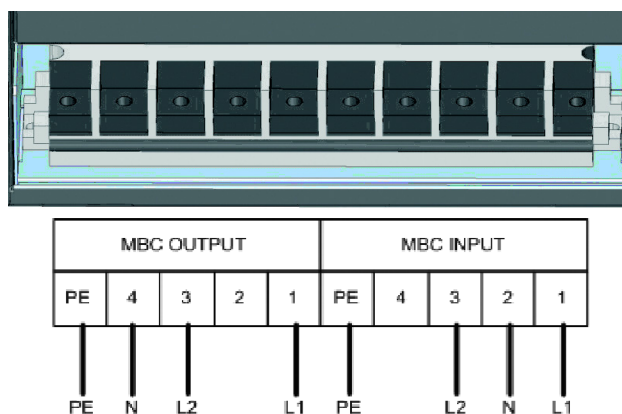 MBC OUTPUT MBC INPUT
PE 4 3 2 1 PE 4 3 2 1
PE N L2 L1 PE L2 N L1